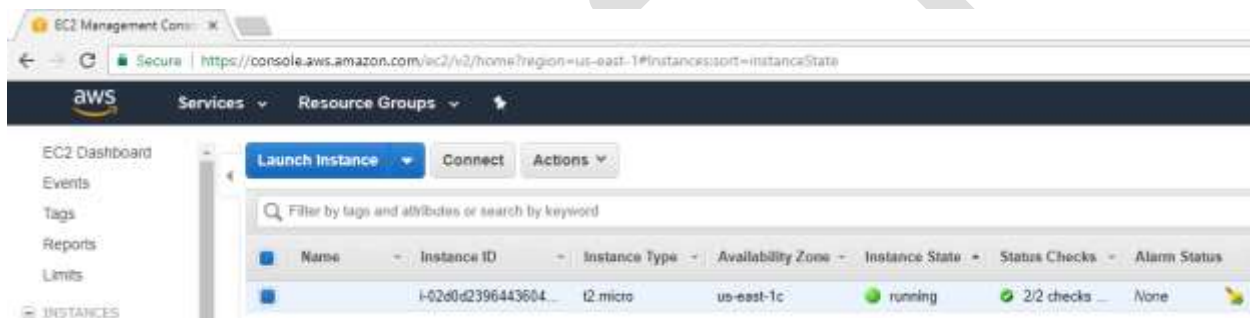 EC2 Management Cons
Secure | https://console.aws.amazon.com/ec2/v2/home?region=us-east-1#Instances:sort=instanceState
aws Services Resource Groups
EC2 Dashboard
Launch Instance Connect Actions
Events
Tags
Filter by tags and attributes or search by keyword
Reports
Name Instance ID Instance Type Availability Zone Instance State Status Checks Alarm Status
Limits
i-02d0d2396443604... t2.micro us-east-1c running 2/2 checks ... None
INSTANCES